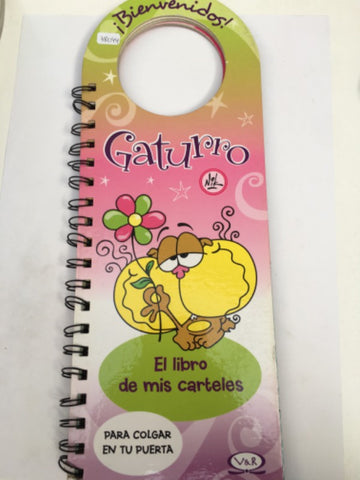 ¡Bienvenidos!
Gaturro
Nik
El libro
de mis carteles
PARA COLGAR
EN TU PUERTA
V&R